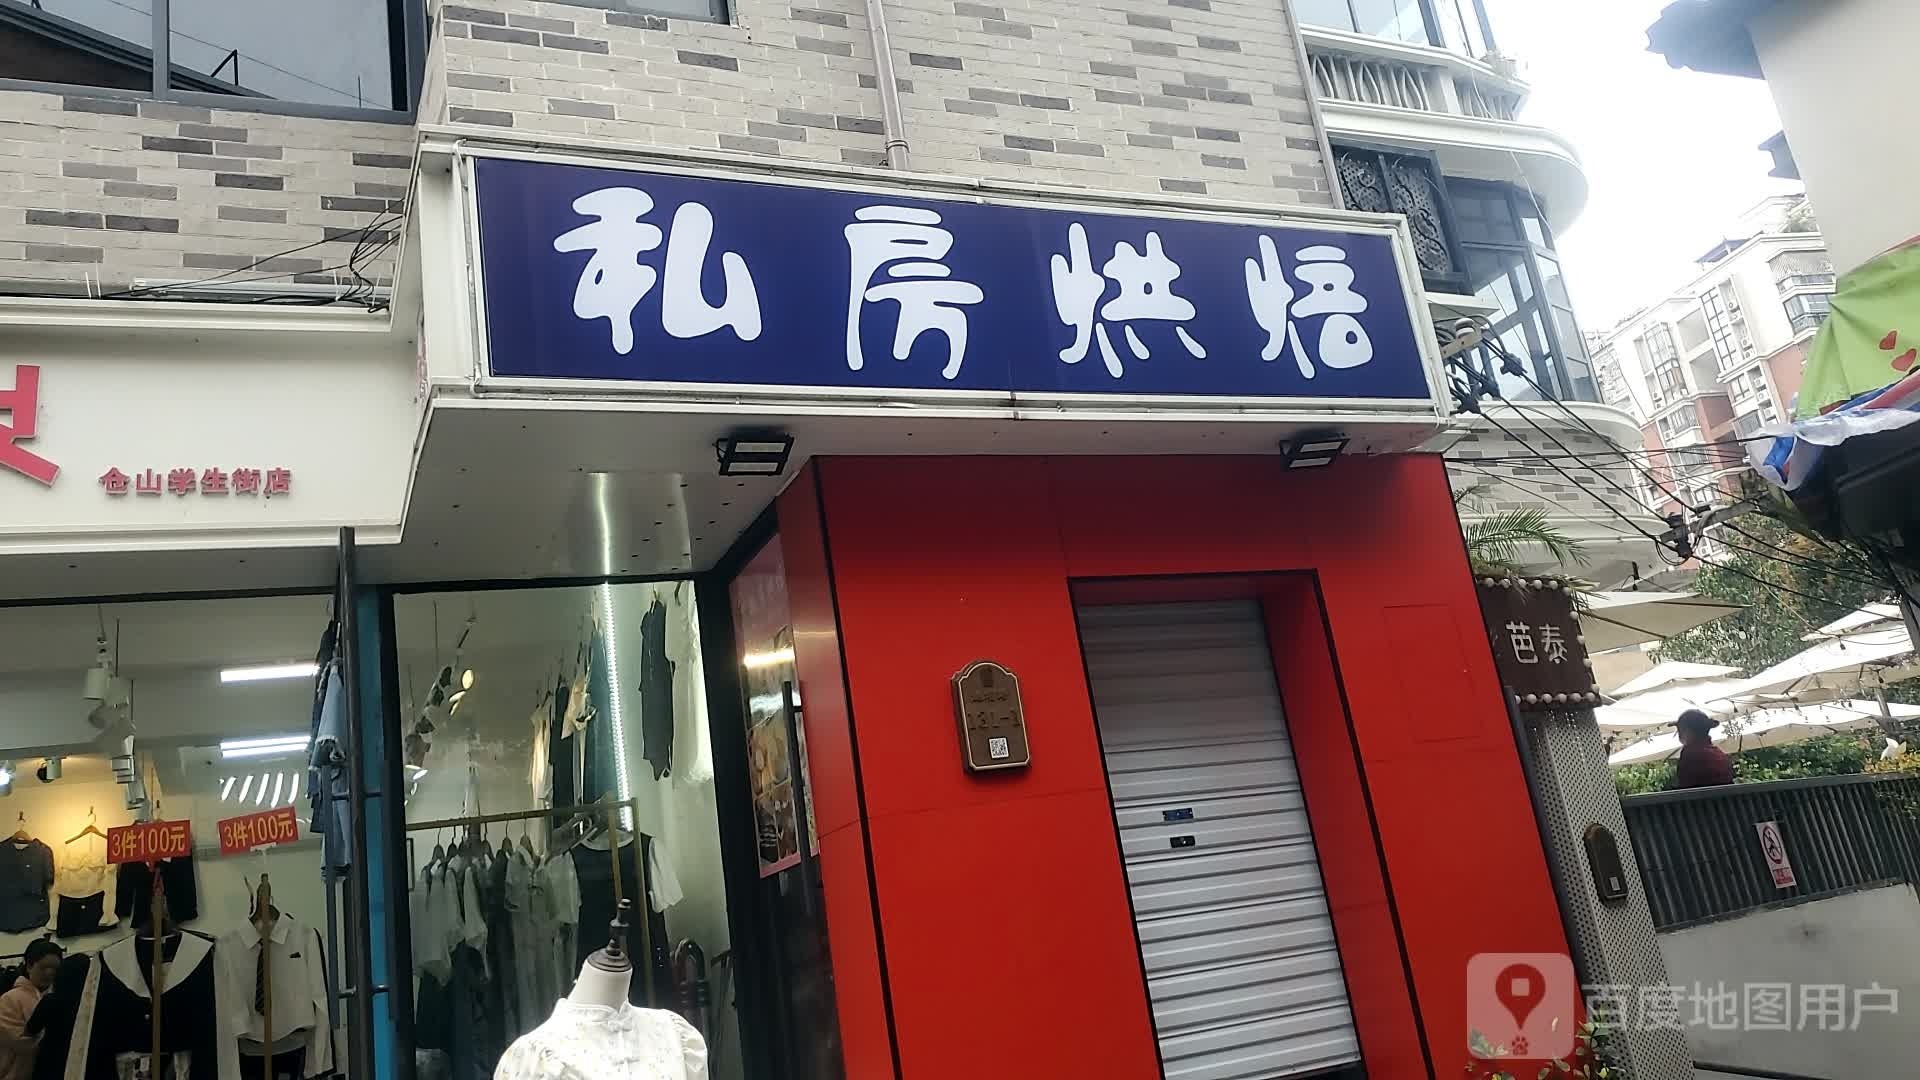 私房烘焙
仓山学生街店
芭泰
131-1
3件100元
3件100元
百度地图用户